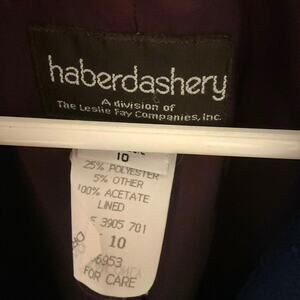 haberdashery
A division of
The Leslie Fay Companies, Inc.
10
25% POLYESTER
5% OTHER
100% ACETATE
LINED
3905 701
10
6953
FOR CARE